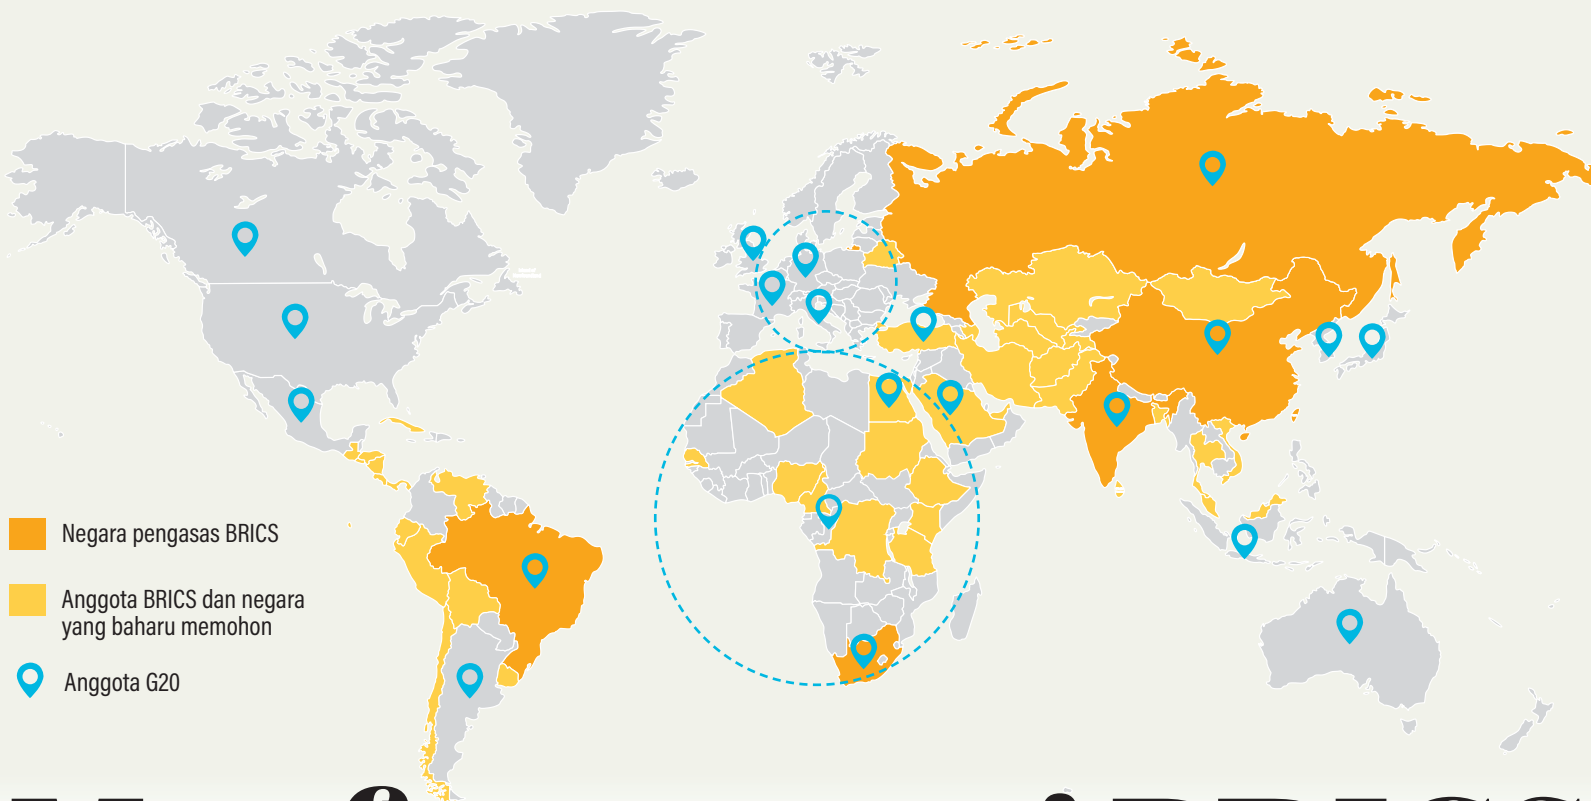 Negara pengasas BRICS
Anggota BRICS dan negara
yang baharu memohon
Anggota G20